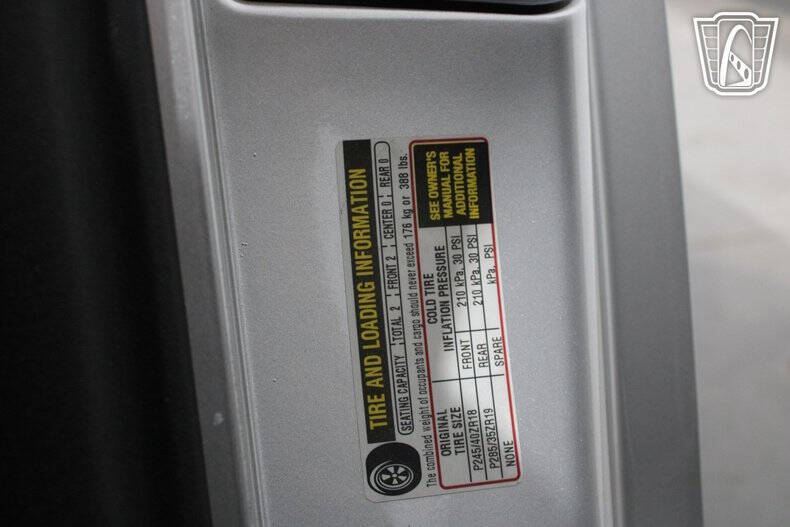 TIRE AND LOADING INFORMATION
SEATING CAPACITY TOTAL 2 FRONT 2 CENTER 0 REAR 0
The combined weight of occupants and cargo should never exceed 176 kg or 388 lbs.
ORIGINAL TIRE SIZE
COLD TIRE INFLATION PRESSURE
SEE OWNER'S MANUAL FOR ADDITIONAL INFORMATION
P245/40ZR18 FRONT 210 kPa, 30 PSI
P285/35ZR19 REAR 210 kPa, 30 PSI
NONE SPARE kPa, PSI